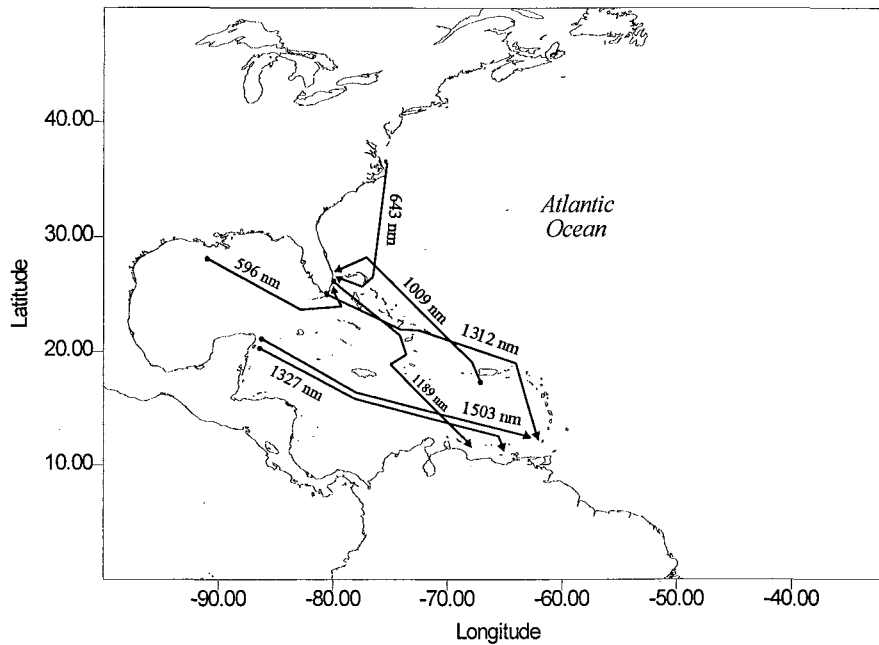 40.00
30.00
20.00
10.00
Latitude
-90.00
-80.00
-70.00
-60.00
-50.00
-40.00
Longitude
Atlantic
Ocean
643 nm
596 nm
1009 nm
1312 nm
1327 nm
1189 nm
1503 nm